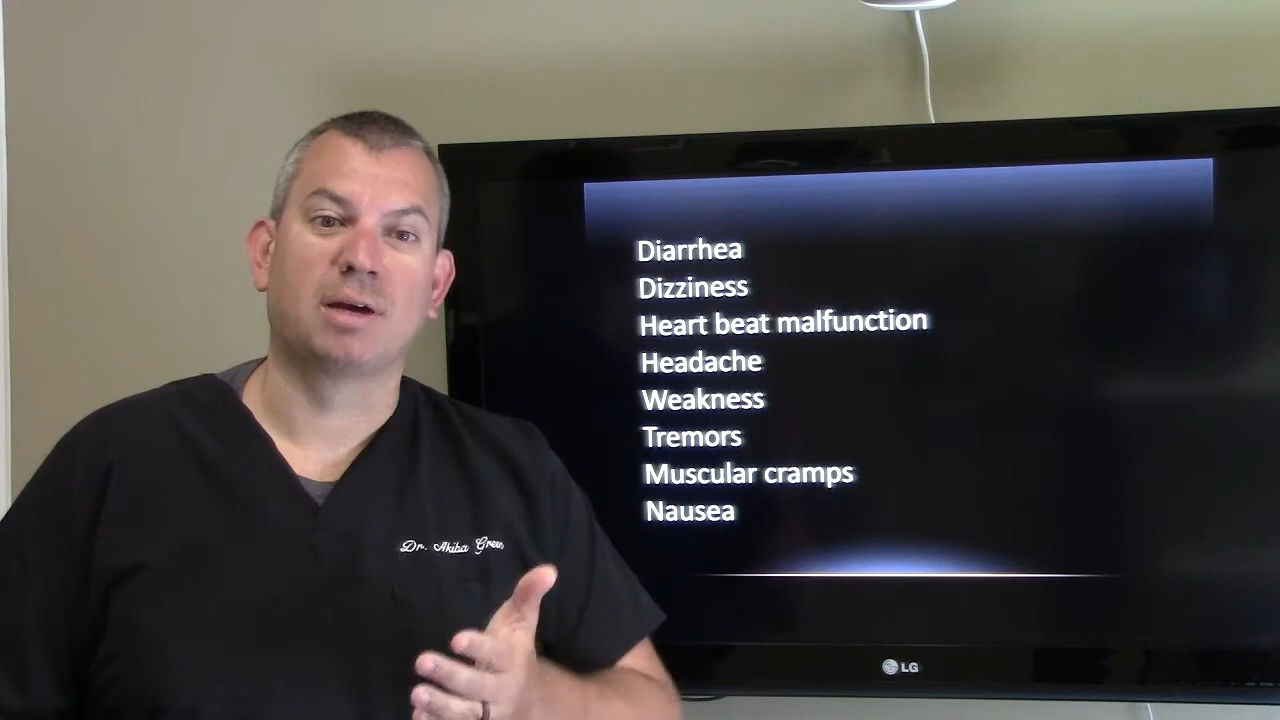 Diarrhea
Dizziness
Heart beat malfunction
Headache
Weakness
Tremors
Muscular cramps
Nausea
Dr. Akiba Green
LG